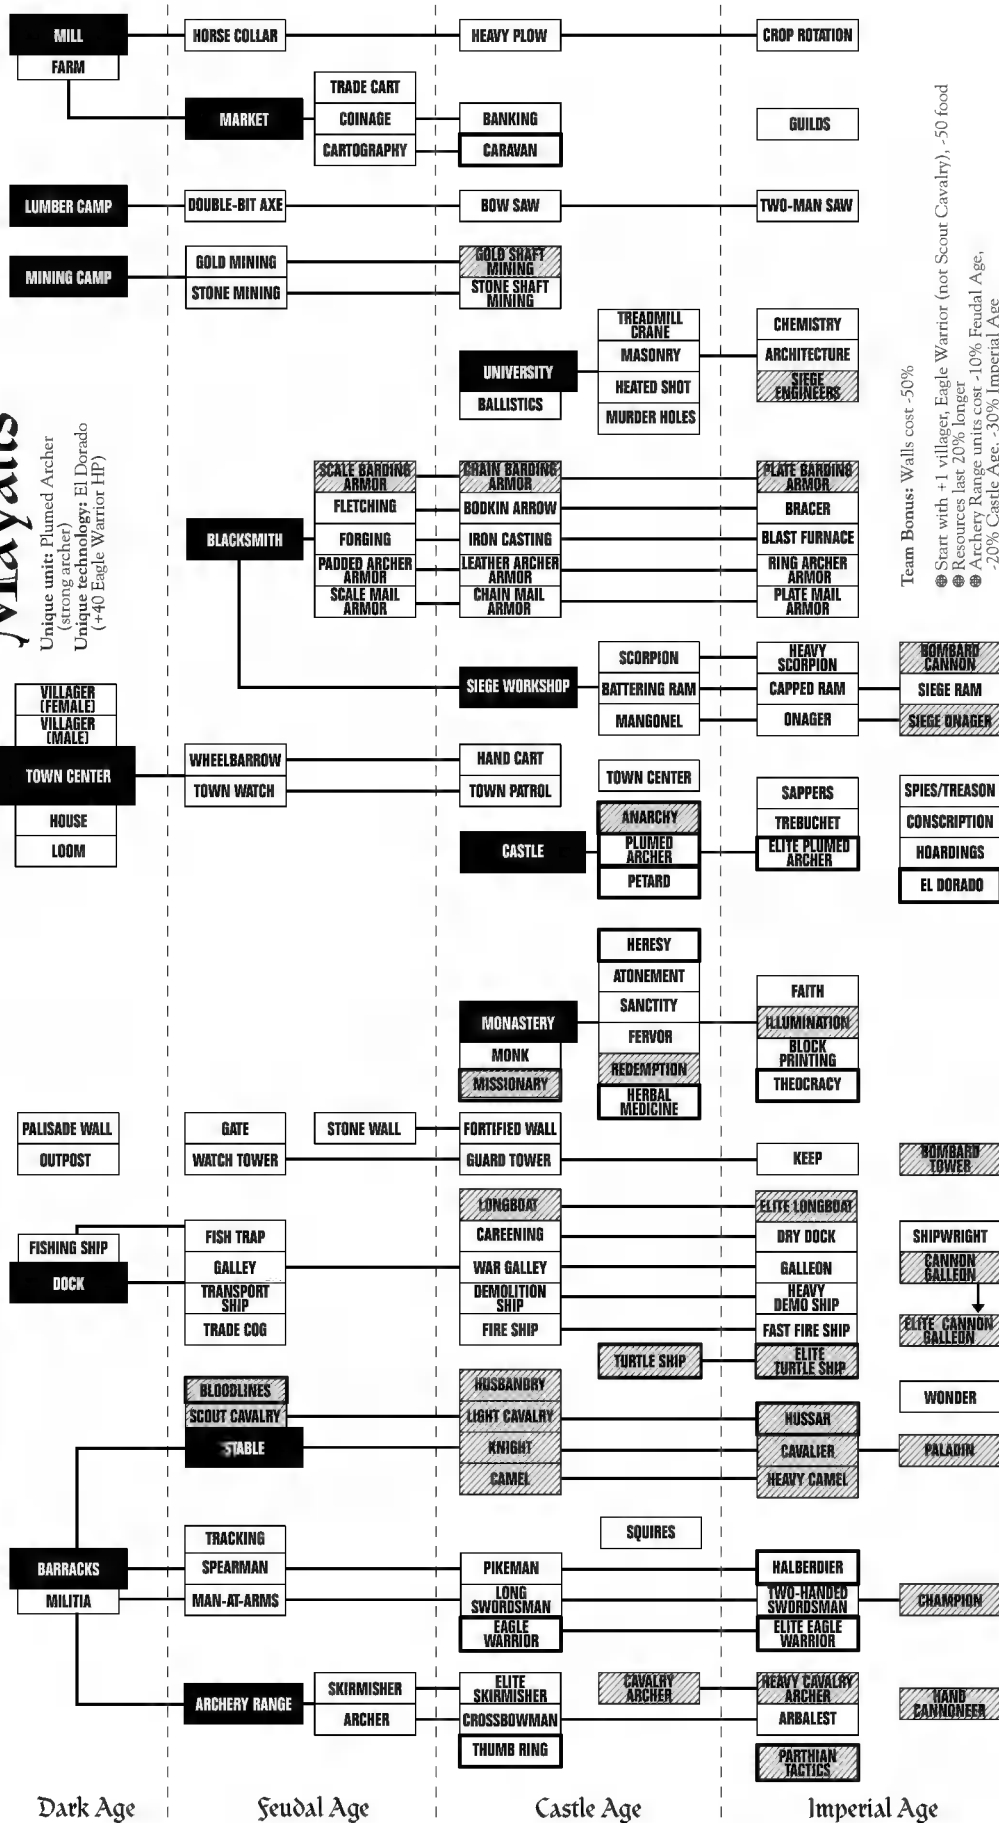 MILL
FARM
HORSE COLLAR
HEAVY PLOW
CROP ROTATION
MARKET
TRADE CART
COINAGE
CARTOGRAPHY
BANKING
CARAVAN
GUILDS
LUMBER CAMP
DOUBLE-BIT AXE
BOW SAW
TWO-MAN SAW
MINING CAMP
GOLD MINING
STONE MINING
GOLD SHAFT
MINING
STONE SHAFT
MINING
UNIVERSITY
BALLISTICS
TREADMILL
CRANE
MASONRY
HEATED SHOT
MURDER HOLES
CHEMISTRY
ARCHITECTURE
SIEGE
ENGINEERS
Team Bonus: Walls cost -50%
Start with +1 villager, Eagle Warrior (not Scout Cavalry), -50 food
Resources last 20% longer
Archery Range units cost -10% Feudal Age,
-20% Castle Age, -30% Imperial Age
Mayans
Unique unit: Plumed Archer
(strong archer)
Unique technology: El Dorado
(+40 Eagle Warrior HP)
BLACKSMITH
SCALE BARDING
ARMOR
FLETCHING
FORGING
PADDED ARCHER
ARMOR
SCALE MAIL
ARMOR
CHAIN BARDING
ARMOR
BODKIN ARROW
IRON CASTING
LEATHER ARCHER
ARMOR
CHAIN MAIL
ARMOR
PLATE BARDING
ARMOR
BRACER
BLAST FURNACE
RING ARCHER
ARMOR
PLATE MAIL
ARMOR
SIEGE WORKSHOP
SCORPION
BATTERING RAM
MANGONEL
HEAVY
SCORPION
CAPPED RAM
ONAGER
BOMBARD
CANNON
SIEGE RAM
SIEGE ONAGER
VILLAGER
(FEMALE)
VILLAGER
(MALE)
TOWN CENTER
HOUSE
LOOM
WHEELBARROW
TOWN WATCH
HAND CART
TOWN PATROL
TOWN CENTER
CASTLE
ANARCHY
PLUMED
ARCHER
PETARD
SAPPERS
TREBUCHET
ELITE PLUMED
ARCHER
SPIES/TREASON
CONSCRIPTION
HOARDINGS
EL DORADO
MONASTERY
MONK
MISSIONARY
HERESY
ATONEMENT
SANCTITY
FERVOR
REDEMPTION
HERBAL
MEDICINE
FAITH
ILLUMINATION
BLOCK
PRINTING
THEOCRACY
PALISADE WALL
OUTPOST
GATE
WATCH TOWER
STONE WALL
FORTIFIED WALL
GUARD TOWER
KEEP
BOMBARD
TOWER
FISHING SHIP
DOCK
FISH TRAP
GALLEY
TRANSPORT
SHIP
TRADE COG
LONGBOAT
CAREENING
WAR GALLEY
DEMOLITION
SHIP
FIRE SHIP
TURTLE SHIP
ELITE LONGBOAT
DRY DOCK
GALLEON
HEAVY
DEMO SHIP
FAST FIRE SHIP
ELITE
TURTLE SHIP
SHIPWRIGHT
CANNON
GALLEON
ELITE CANNON
GALLEON
WONDER
BLOODLINES
SCOUT CAVALRY
STABLE
HUSBANDRY
LIGHT CAVALRY
KNIGHT
CAMEL
HUSSAR
CAVALIER
HEAVY CAMEL
PALADIN
BARRACKS
MILITIA
TRACKING
SPEARMAN
MAN-AT-ARMS
SQUIRES
PIKEMAN
LONG
SWORDSMAN
EAGLE
WARRIOR
HALBERDIER
TWO-HANDED
SWORDSMAN
ELITE EAGLE
WARRIOR
CHAMPION
ARCHERY RANGE
SKIRMISHER
ARCHER
ELITE
SKIRMISHER
CROSSBOWMAN
THUMB RING
CAVALRY
ARCHER
HEAVY CAVALRY
ARCHER
ARBALEST
PARTHIAN
TACTICS
HAND
CANNONEER
Dark Age
Feudal Age
Castle Age
Imperial Age